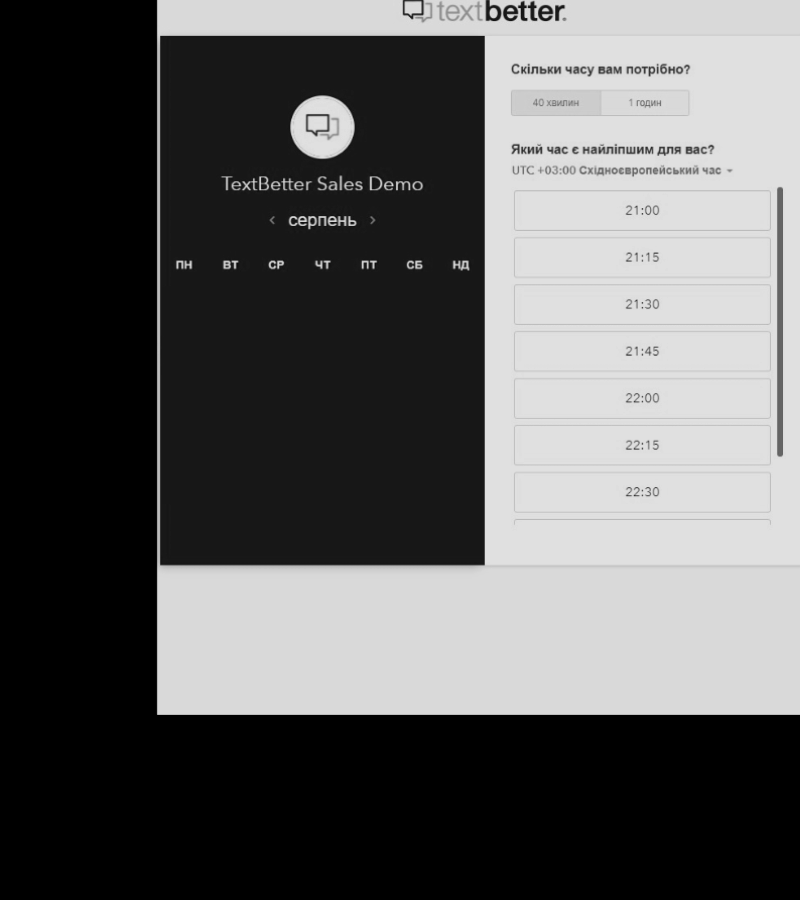 textbetter.
TextBetter Sales Demo
< серпень >
ПН ВТ СР ЧТ ПТ СБ НД
Скільки часу вам потрібно?
40 хвилин 1 годин
Який час є найліпшим для вас?
UTC +03:00 Східноєвропейський час
21:00
21:15
21:30
21:45
22:00
22:15
22:30